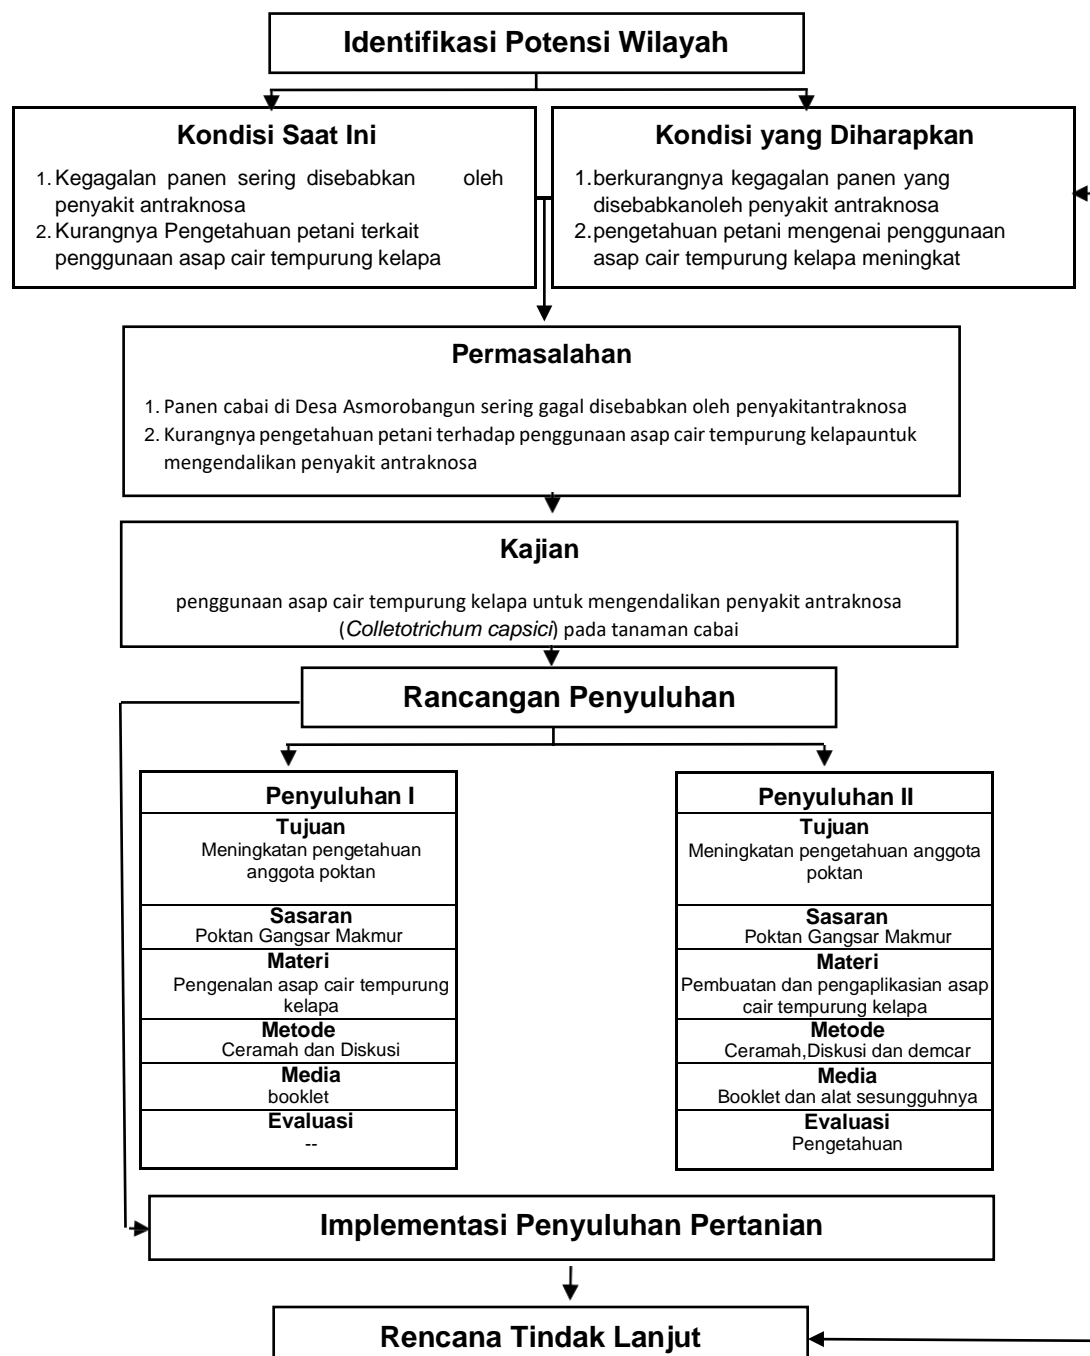 Identifikasi Potensi Wilayah
Kondisi Saat Ini
1. Kegagalan panen sering disebabkan oleh
penyakit antraknosa
2. Kurangnya Pengetahuan petani terkait
penggunaan asap cair tempurung kelapa
Kondisi yang Diharapkan
1. berkurangnya kegagalan panen yang
disebabkanoleh penyakit antraknosa
2. pengetahuan petani mengenai penggunaan
asap cair tempurung kelapa meningkat
Permasalahan
1. Panen cabai di Desa Asmorobangun sering gagal disebabkan oleh penyakitantraknosa
2. Kurangnya pengetahuan petani terhadap penggunaan asap cair tempurung kelapauntuk
mengendalikan penyakit antraknosa
Kajian
penggunaan asap cair tempurung kelapa untuk mengendalikan penyakit antraknosa
(Colletotrichum capsici) pada tanaman cabai
Rancangan Penyuluhan
Penyuluhan I
Tujuan
Meningkatan pengetahuan
anggota poktan
Sasaran
Poktan Gangsar Makmur
Materi
Pengenalan asap cair tempurung
kelapa
Metode
Ceramah dan Diskusi
Media
booklet
Evaluasi
--
Penyuluhan II
Tujuan
Meningkatan pengetahuan anggota
poktan
Sasaran
Poktan Gangsar Makmur
Materi
Pembuatan dan pengaplikasian asap
cair tempurung kelapa
Metode
Ceramah,Diskusi dan demcar
Media
Booklet dan alat sesungguhnya
Evaluasi
Pengetahuan
Implementasi Penyuluhan Pertanian
Rencana Tindak Lanjut